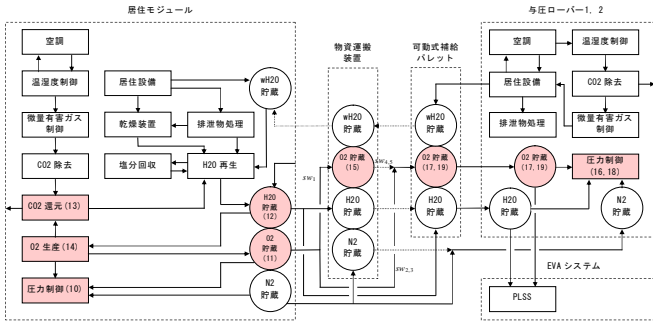 居住モジュール
空調
温湿度制御
微量有害ガス
制御
CO2 除去
CO2 還元 (13)
O2 生産 (14)
圧力制御 (10)
居住設備
乾燥装置
排泄物処理
塩分回収
H2O 再生
wH2O
貯蔵
H2O
貯蔵
(12)
O2
貯蔵
(11)
N2
貯蔵
sw1
物資運搬
装置
wH2O
貯蔵
O2 貯蔵
(15)
H2O
貯蔵
N2
貯蔵
sw4,5
sw2,3
可動式補給
パレット
wH2O
貯蔵
O2 貯蔵
(17, 19)
H2O
貯蔵
与圧ローバー1, 2
空調
温湿度制御
居住設備
CO2 除去
排泄物処理
微量有害ガス
制御
O2 貯蔵
(17, 19)
圧力制御
(16, 18)
H2O
貯蔵
N2
貯蔵
EVA システム
PLSS